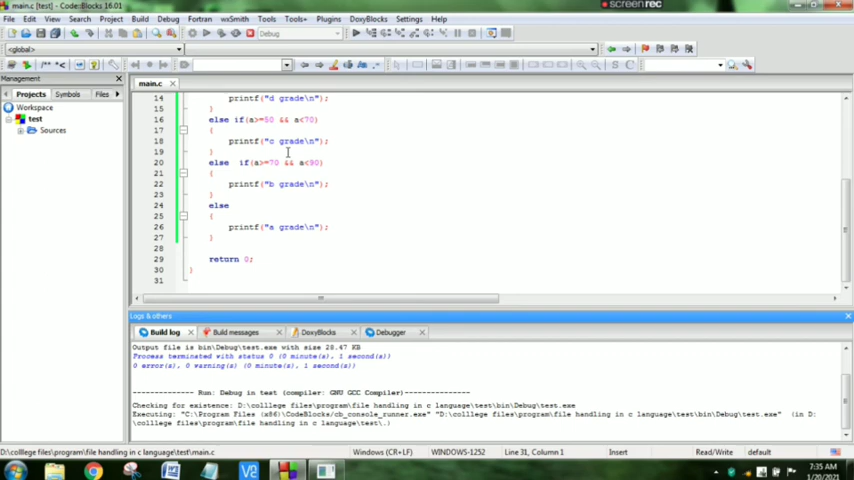 main.c [test] - Code::Blocks 16.01
screenrec
File Edit View Search Project Build Debug Fortran wxSmith Tools Tools+ Plugins DoxyBlocks Settings Help
Debug
<global>
/** *<
S C
Management
main.c
Projects Symbols Files
Workspace
test
Sources
14 printf("d grade\n");
15 }
16 else if(a>=50 && a<70)
17 {
18 printf("c grade\n");
19 }
20 else if(a>=70 && a<90)
21 {
22 printf("b grade\n");
23 }
24 else
25 {
26 printf("a grade\n");
27 }
28
29 return 0;
30 }
31
Logs & others
Build log Build messages DoxyBlocks Debugger
Output file is bin\Debug\test.exe with size 28.47 KB
Process terminated with status 0 (0 minute(s), 1 second(s))
0 error(s), 0 warning(s) (0 minute(s), 1 second(s))
-------------- Run: Debug in test (compiler: GNU GCC Compiler)---------------
Checking for existence: D:\colllege files\program\file handling in c language\test\bin\Debug\test.exe
Executing: "C:\Program Files (x86)\CodeBlocks/cb_console_runner.exe" "D:\colllege files\program\file handling in c language\test\bin\Debug\test.exe" (in D:
\colllege files\program\file handling in c language\test\.)
D:\colllege files\program\file handling in c language\test\main.c Windows (CR+LF) WINDOWS-1252 Line 31, Column 1 Insert Read/Write default
7:35 AM
1/20/2021